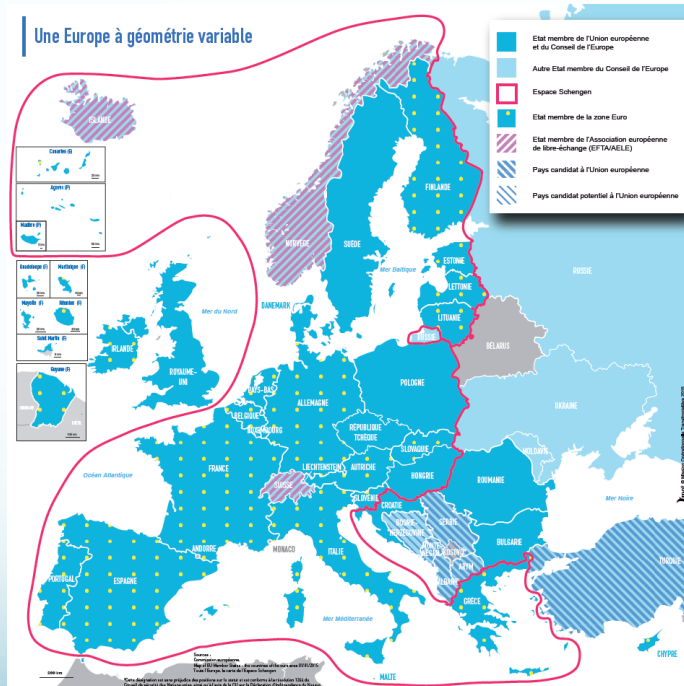 Une Europe à géométrie variable
Etat membre de l'Union européenne
et du Conseil de l'Europe
Autre Etat membre du Conseil de l'Europe
Espace Schengen
Etat membre de la zone Euro
Etat membre de l'Association européenne
de libre-échange (EFTA/AELE)
Pays candidat à l'Union européenne
Pays candidat potentiel à l'Union européenne
ISLANDE
Canaries (E)
Açores (P)
Madère (P)
Guadeloupe (F)
Martinique (F)
Mayotte (F)
Réunion (F)
Saint Martin (F)
Guyane (F)
FINLANDE
NORVÈGE
SUÈDE
ESTONIE
Mer Baltique
LETTONIE
DANEMARK
LITUANIE
Mer du Nord
RUSSIE
RUSSIE
BELARUS
IRLANDE
ROYAUME-
UNI
PAYS-BAS
POLOGNE
ALLEMAGNE
BELGIQUE
LUXEMBOURG
UKRAINE
RÉPUBLIQUE
TCHÈQUE
SLOVAQUIE
MOLDAVIE
Océan Atlantique
FRANCE
LIECHTENSTEIN
AUTRICHE
HONGRIE
SUISSE
SLOVÉNIE
ROUMANIE
CROATIE
Mer Noire
BOSNIE-
HERZÉGOVINE
SERBIE
ANDORRE
MONACO
ITALIE
KOSOVO*
BULGARIE
PORTUGAL
ESPAGNE
ARYM
ALBANIE
TURQUIE
GRÈCE
Mer Méditerranée
CHYPRE
MALTE
500 km
Sources :
Commission européenne,